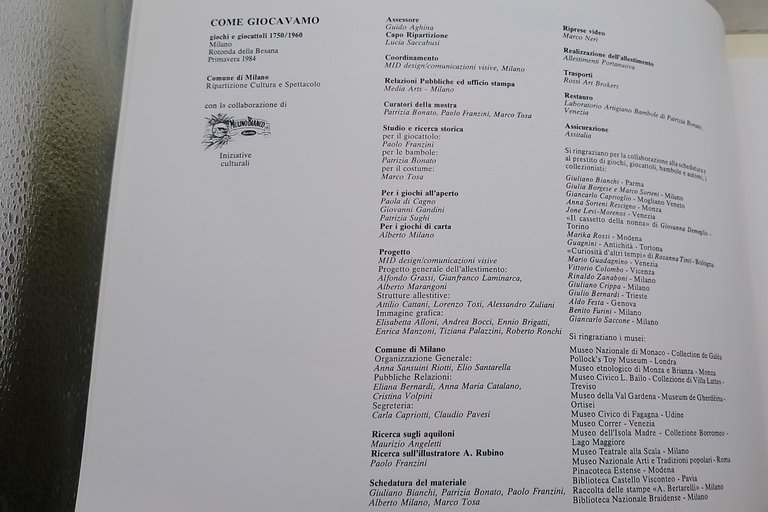 COME GIOCAVAMO
giochi e giocattoli 1750/1960
Milano
Rotonda della Besana
Primavera 1984
Comune di Milano
Ripartizione Cultura e Spettacolo
con la collaborazione di
MULINO BIANCO
Iniziative
culturali
Assessore
Guido Aghina
Capo Ripartizione
Lucia Saccabusi
Coordinamento
MID design/comunicazioni visive, Milano
Relazioni Pubbliche ed ufficio stampa
Media Arts - Milano
Curatori della mostra
Patrizia Bonato, Paolo Franzini, Marco Tosa
Studio e ricerca storica
per il giocattolo:
Paolo Franzini
per le bambole:
Patrizia Bonato
per il costume:
Marco Tosa
Per i giochi all'aperto
Paola di Cagno
Giovanni Gandini
Patrizia Sughi
Per i giochi di carta
Alberto Milano
Progetto
MID design/comunicazioni visive
Progetto generale dell'allestimento:
Alfondo Grassi, Gianfranco Laminarca,
Alberto Marangoni
Strutture allestitive:
Attilio Cattani, Lorenzo Tosi, Alessandro Zuliani
Immagine grafica:
Elisabetta Alloni, Andrea Bocci, Ennio Brigatti,
Enrica Manzoni, Tiziana Palazzini, Roberto Ronchi
Comune di Milano
Organizzazione Generale:
Anna Sansuini Riotti, Elio Santarella
Pubbliche Relazioni:
Eliana Bernardi, Anna Maria Catalano,
Cristina Volpini
Segreteria:
Carla Capriotti, Claudio Pavesi
Ricerca sugli aquiloni
Maurizio Angeletti
Ricerca sull'illustratore A. Rubino
Paolo Franzini
Schedatura del materiale
Giuliano Bianchi, Patrizia Bonato, Paolo Franzini,
Alberto Milano, Marco Tosa
Riprese video
Marco Neri
Realizzazione dell'allestimento
Allestimenti Portanuova
Trasporti
Rossi Art Brokers
Restauro
Laboratorio Artigiano Bambole di Patrizia Bonato,
Venezia
Assicurazione
Assitalia
Si ringraziano per la collaborazione alla schedatura e
al prestito di giochi, giocattoli, bambole e automi, i
collezionisti:
Giuliano Bianchi - Parma
Giulia Borgese e Marco Sorteni - Milano
Giancarlo Caprioglio - Mogliano Veneto
Anna Sorteni Rescigno - Monza
Jone Levi-Morenos - Venezia
«Il cassetto della nonna» di Giovanna Demeglio -
Torino
Marika Rossi - Modena
Guagnini - Antichità - Tortona
«Curiosità d'altri tempi» di Rosanna Tinti - Bologna
Mario Guadagnino - Venezia
Vittorio Colombo - Vicenza
Rinaldo Zanaboni - Milano
Giuliano Crippa - Milano
Giulio Bernardi - Trieste
Aldo Festa - Genova
Benito Furini - Milano
Giancarlo Saccone - Milano
Si ringraziano i musei:
Museo Nazionale di Monaco - Collection de Galéa
Pollock's Toy Museum - Londra
Museo etnologico di Monza e Brianza - Monza
Museo Civico L. Bailo - Collezione di Villa Lattes -
Treviso
Museo della Val Gardena - Museum de Gherdëina -
Ortisei
Museo Civico di Fagagna - Udine
Museo Correr - Venezia
Museo dell'Isola Madre - Collezione Borromeo -
Lago Maggiore
Museo Teatrale alla Scala - Milano
Museo Nazionale Arti e Tradizioni popolari - Roma
Pinacoteca Estense - Modena
Biblioteca Castello Visconteo - Pavia
Raccolta delle stampe «A. Bertarelli» - Milano
Biblioteca Nazionale Braidense - Milano